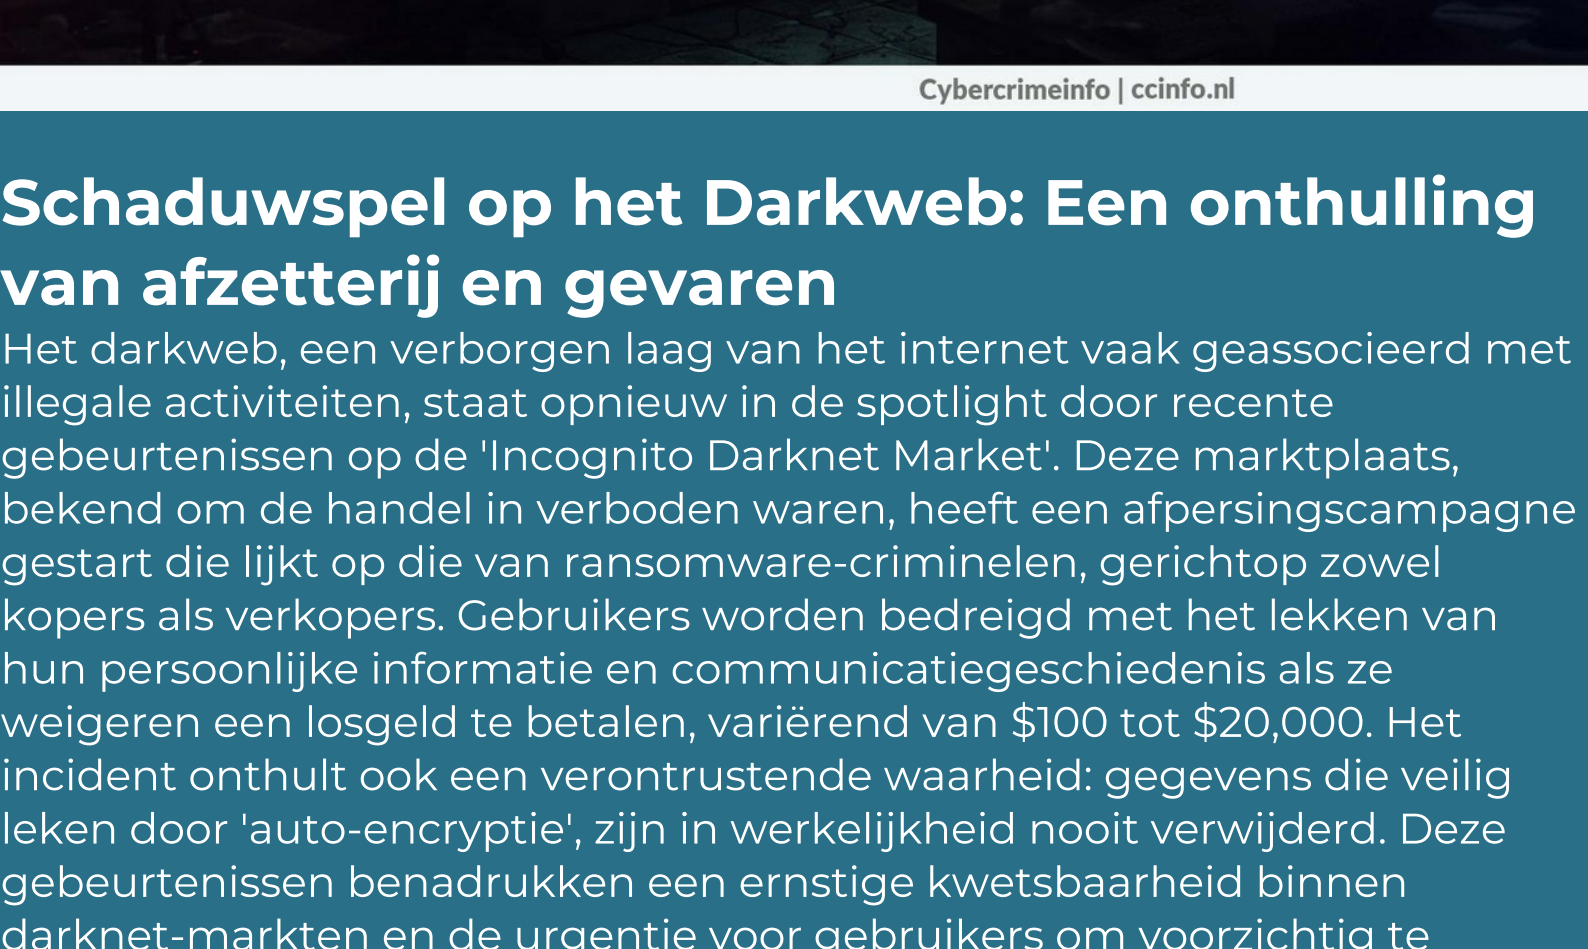 Cybercrimeinfo | ccinfo.nl
Schaduwspel op het Darkweb: Een onthulling
van afzetterij en gevaren
Het darkweb, een verborgen laag van het internet vaak geassocieerd met
illegale activiteiten, staat opnieuw in de spotlight door recente
gebeurtenissen op de 'Incognito Darknet Market'. Deze marktplaats,
bekend om de handel in verboden waren, heeft een afpersingscampagne
gestart die lijkt op die van ransomware-criminelen, gerichtop zowel
kopers als verkopers. Gebruikers worden bedreigd met het lekken van
hun persoonlijke informatie en communicatiegeschiedenis als ze
weigeren een losgeld te betalen, variërend van $100 tot $20,000. Het
incident onthult ook een verontrustende waarheid: gegevens die veilig
leken door 'auto-encryptie', zijn in werkelijkheid nooit verwijderd. Deze
gebeurtenissen benadrukken een ernstige kwetsbaarheid binnen
darknet-markten en de urgentie voor gebruikers om voorzichtig te